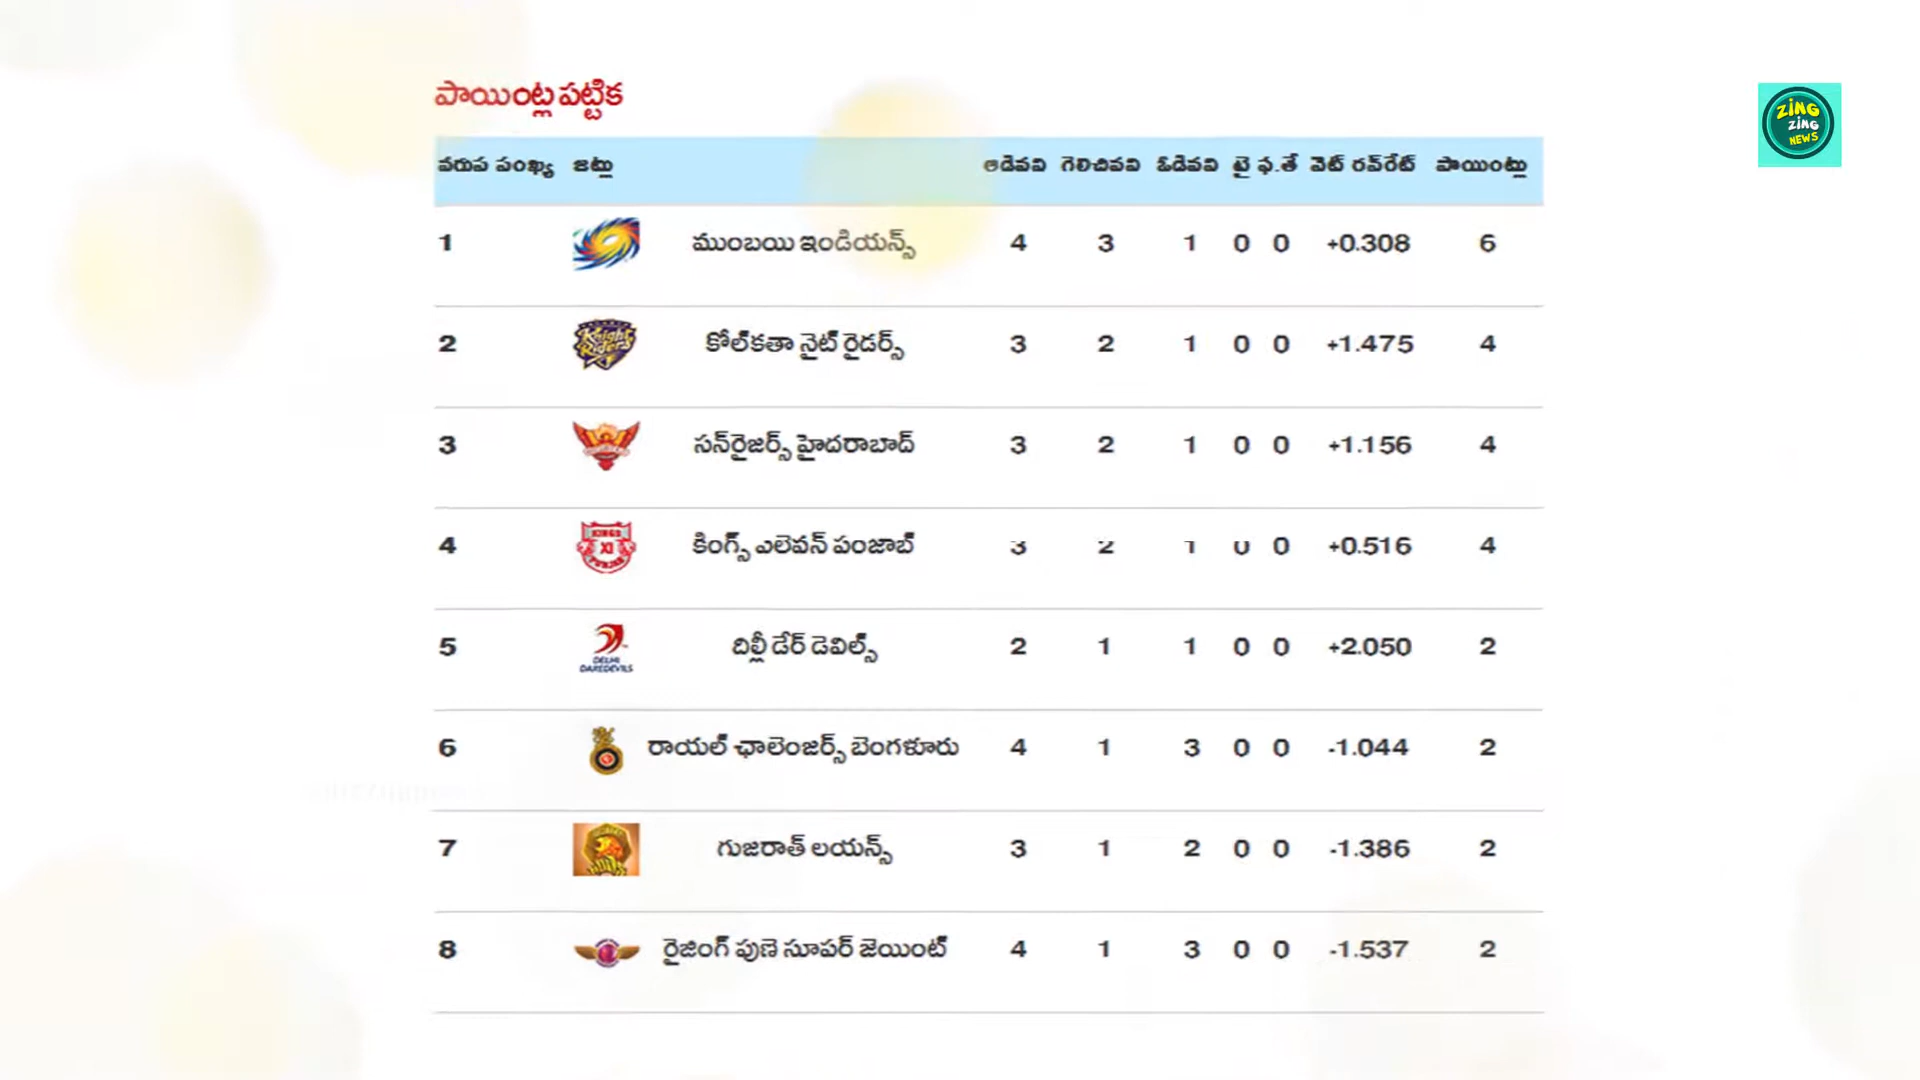 పాయింట్ల పట్టిక
ZING ZING NEWS
వరుప పంఖ్య జట్టు ఆడెనవి గెలిచినవి ఓడెనవి టై ఫ.తే నెట్ రన్‌రేట్ పాయింట్లు
1 ముంబయి ఇండియన్స్ 4 3 1 0 0 +0.308 6
2 Knight Riders కోల్‌కతా నైట్ రైడర్స్ 3 2 1 0 0 +1.475 4
3 సన్‌రైజర్స్ హైదరాబాద్ 3 2 1 0 0 +1.156 4
4 KINGS XI PUNJAB కింగ్స్ ఎలెవన్ పంజాబ్ 3 2 1 0 0 +0.516 4
5 DELHI DAREDEVILS దిల్లీ డేర్ డెవిల్స్ 2 1 1 0 0 +2.050 2
6 రాయల్ ఛాలెంజర్స్ బెంగళూరు 4 1 3 0 0 -1.044 2
7 గుజరాత్ లయన్స్ 3 1 2 0 0 -1.386 2
8 రైజింగ్ పుణె సూపర్ జెయింట్ 4 1 3 0 0 -1.537 2